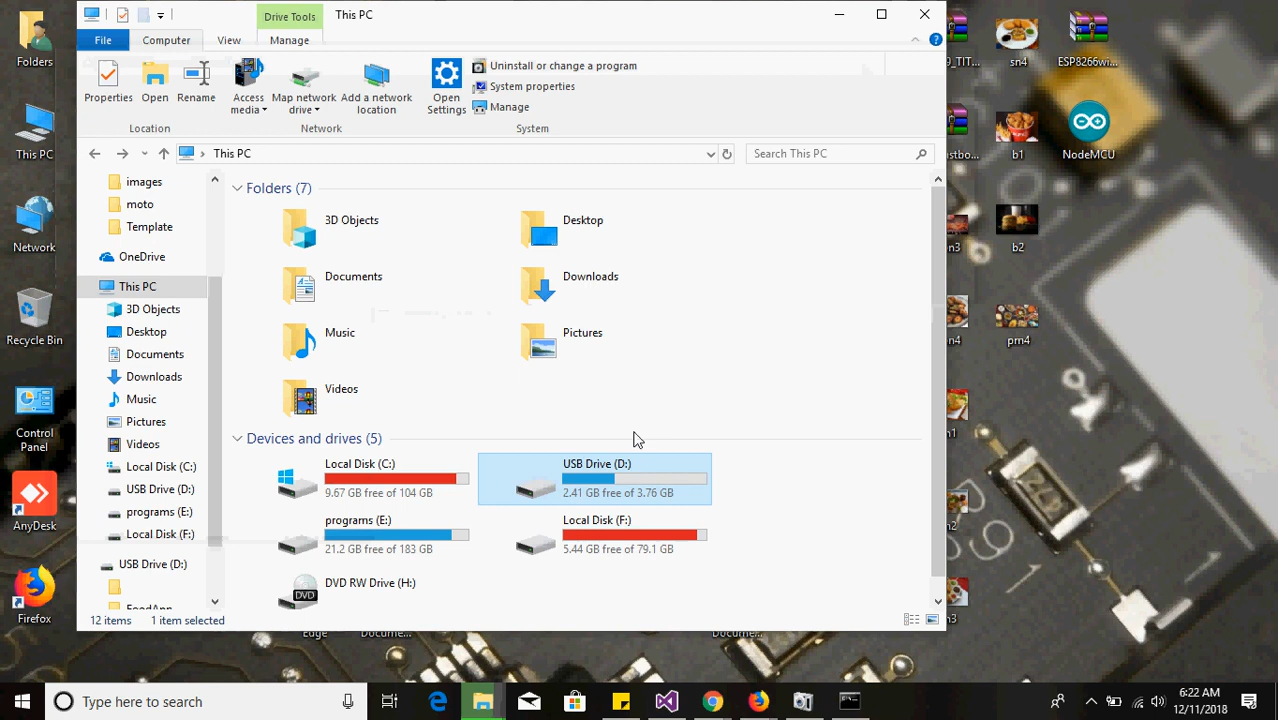 Drive Tools
This PC
File
Computer
View
Manage
Properties
Open
Rename
Access
media
Map network
drive
Add a network
location
Open
Settings
Uninstall or change a program
System properties
Manage
Location
Network
System
This PC
Search This PC
images
moto
Template
OneDrive
This PC
3D Objects
Desktop
Documents
Downloads
Music
Pictures
Videos
Local Disk (C:)
USB Drive (D:)
programs (E:)
Local Disk (F:)
USB Drive (D:)
Folders (7)
3D Objects
Desktop
Documents
Downloads
Music
Pictures
Videos
Devices and drives (5)
Local Disk (C:)
9.67 GB free of 104 GB
USB Drive (D:)
2.41 GB free of 3.76 GB
programs (E:)
21.2 GB free of 183 GB
Local Disk (F:)
5.44 GB free of 79.1 GB
DVD RW Drive (H:)
DVD
12 items
1 item selected
Folders
This PC
Network
Recycle Bin
Control
Panel
AnyDesk
Firefox
Edge
Docume...
Docume...
sn4
ESP8266wi...
b1
NodeMCU
b2
prn4
Type here to search
6:22 AM
12/11/2018